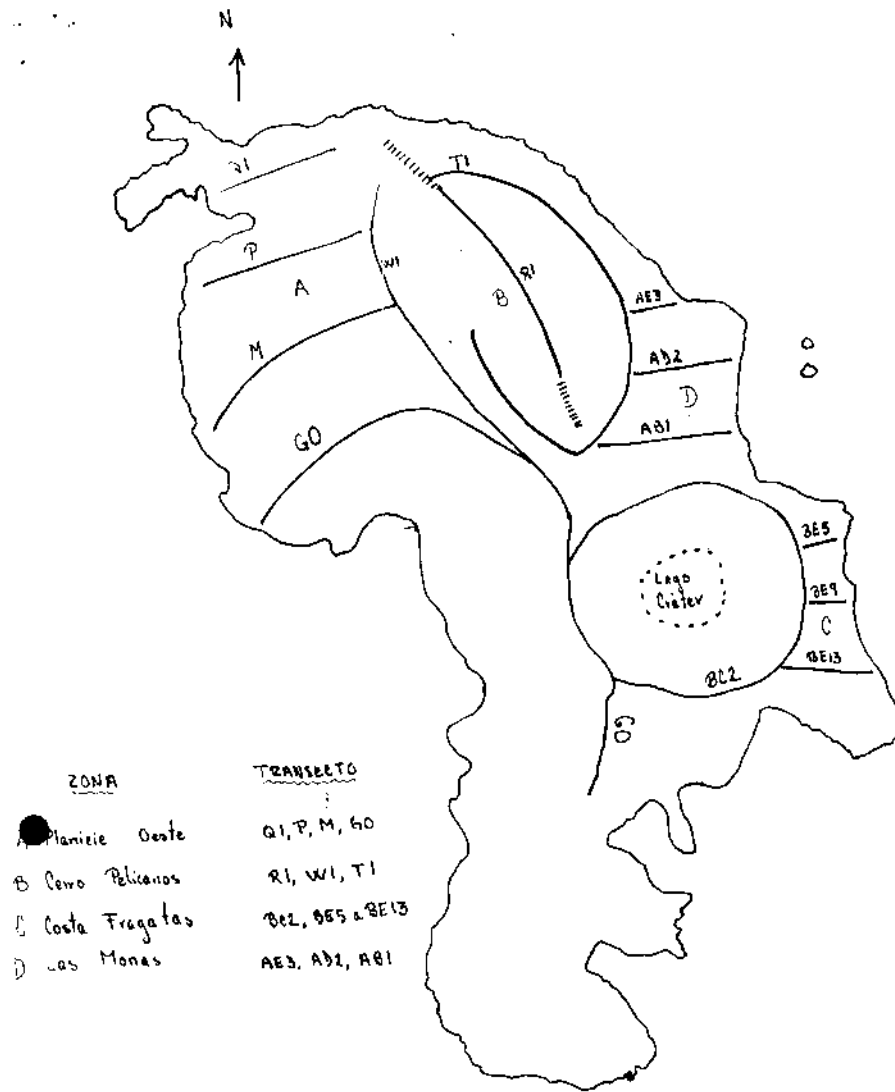 N
Q1
T1
P
W1
A
R1
B
AE3
M
AD2
D
GO
AB1
BE5
Lago
Cráter
BE9
C
BE13
BC2
GO
ZONA TRANSECTO
A Planicie Oeste Q1, P, M, GO
B Cerro Pelícanos R1, W1, T1
C Costa Fragatas BC2, BE5 a BE13
D Las Monas AE3, AD2, AB1